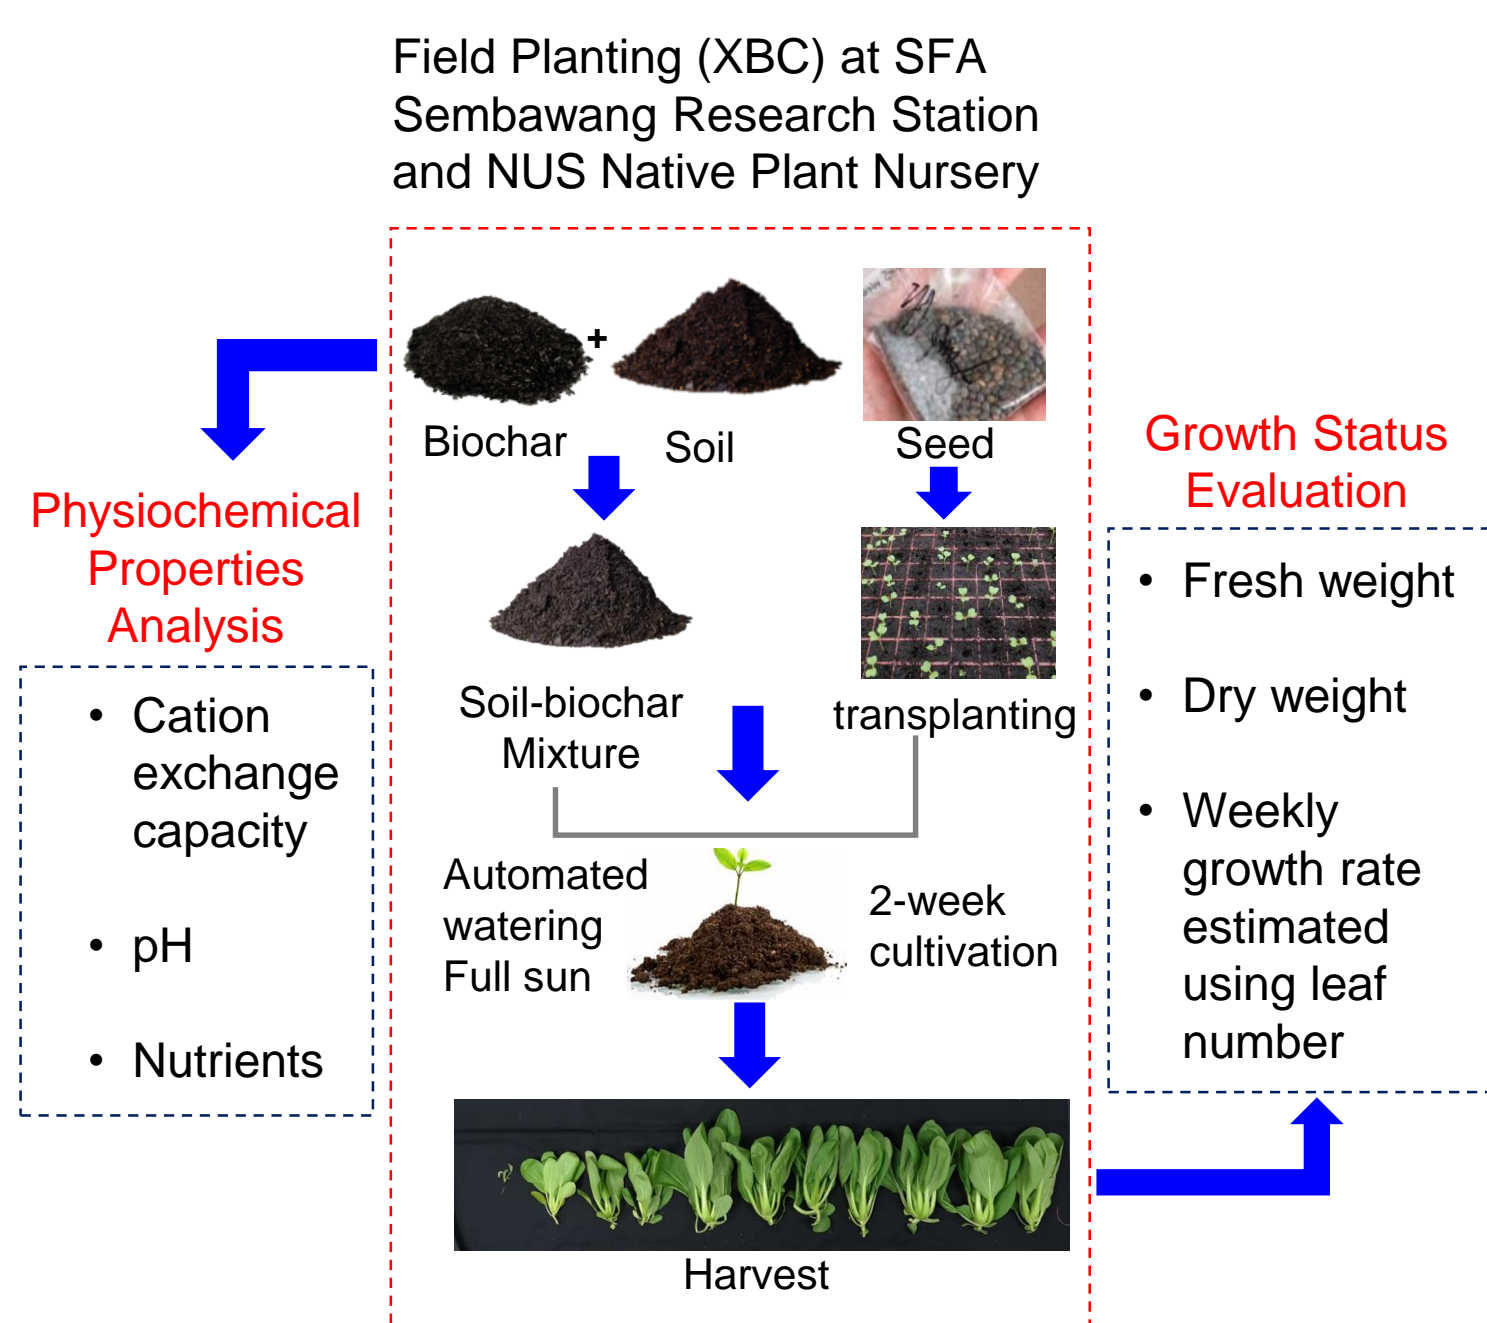 Field Planting (XBC) at SFA
Sembawang Research Station
and NUS Native Plant Nursery
+
Biochar
Soil
Seed
Physiochemical
Properties
Analysis
• Cation
exchange
capacity
• pH
• Nutrients
Soil-biochar
Mixture
transplanting
Automated
watering
Full sun
2-week
cultivation
Harvest
Growth Status
Evaluation
• Fresh weight
• Dry weight
• Weekly
growth rate
estimated
using leaf
number